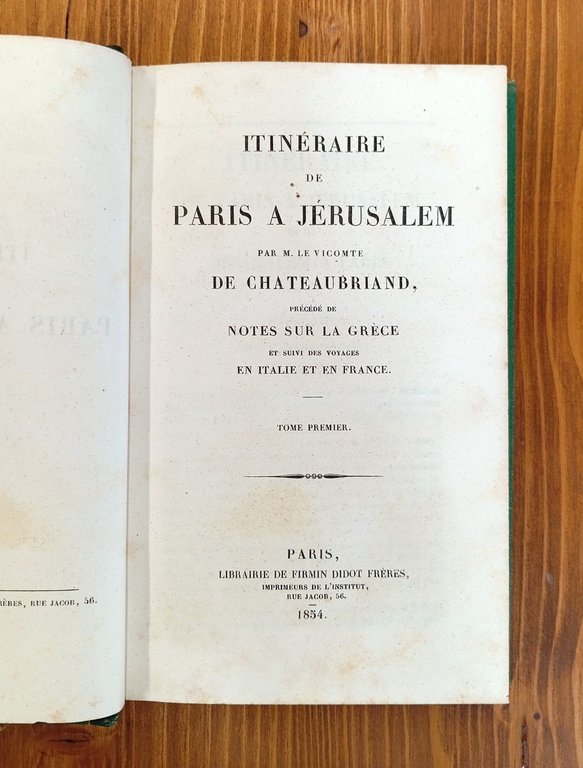 RÈRES, RUE JACOB, 56.
ITINÉRAIRE
DE
PARIS A JÉRUSALEM
PAR M. LE VICOMTE
DE CHATEAUBRIAND,
PRÉCÉDÉ DE
NOTES SUR LA GRÈCE
ET SUIVI DES VOYAGES
EN ITALIE ET EN FRANCE.
TOME PREMIER.
PARIS,
LIBRAIRIE DE FIRMIN DIDOT FRÈRES,
IMPRIMEURS DE L'INSTITUT,
RUE JACOB, 56.
1854.